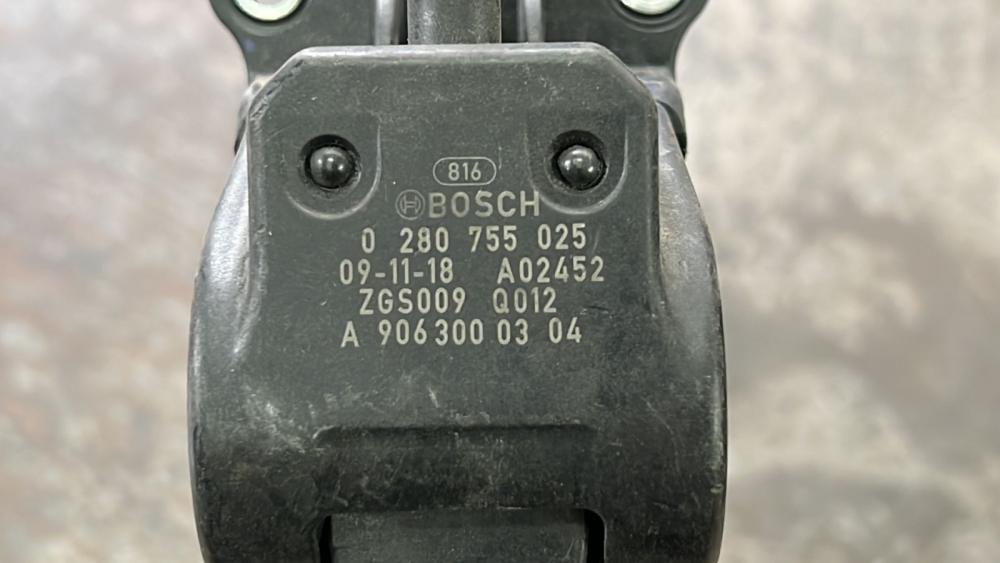 816
BOSCH
0 280 755 025
09-11-18 A02452
ZGS009 Q012
A 906 300 03 04